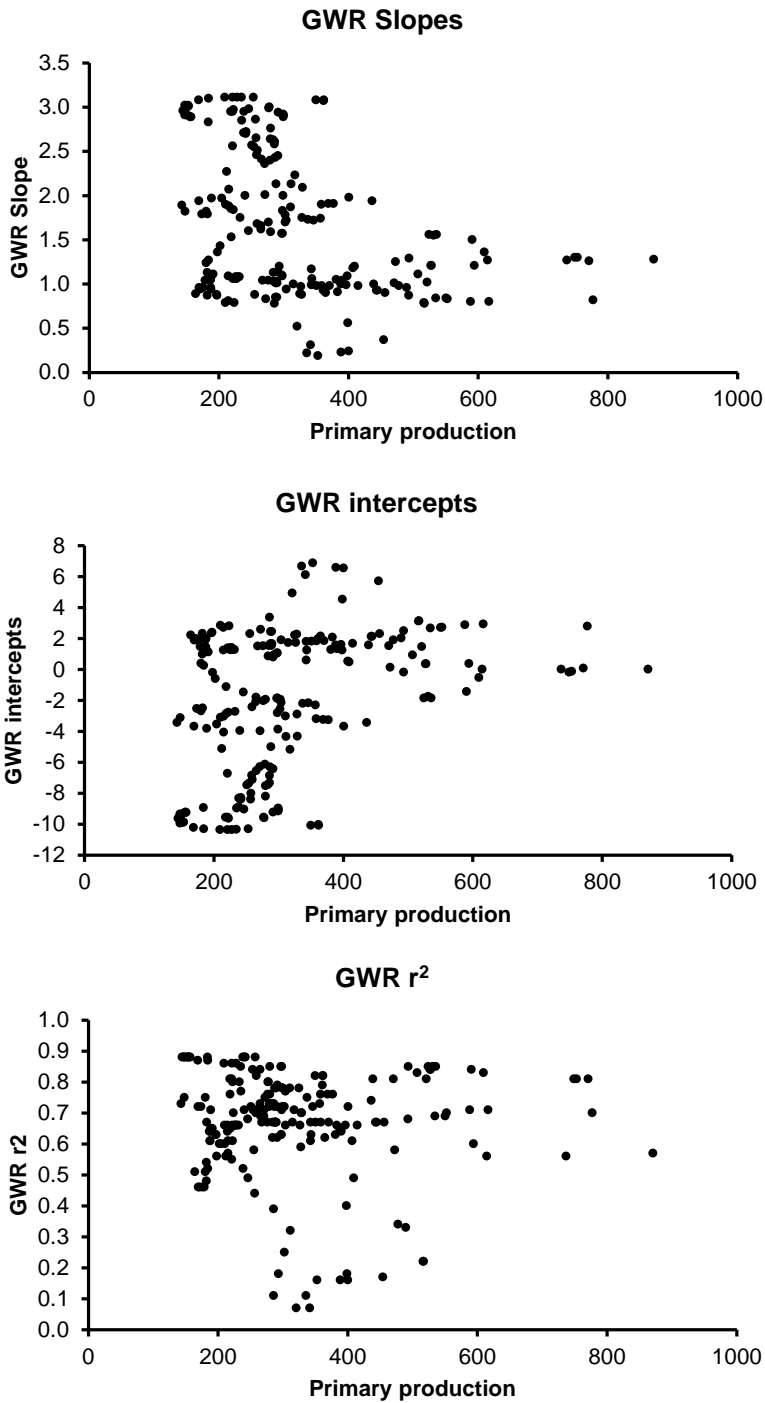 GWR Slopes
3.5
3.0
2.5
2.0
1.5
1.0
0.5
0.0
GWR Slope
0 200 400 600 800 1000
Primary production
GWR intercepts
8
6
4
2
0
-2
-4
-6
-8
-10
-12
GWR intercepts
0 200 400 600 800 1000
Primary production
GWR r²
1.0
0.9
0.8
0.7
0.6
0.5
0.4
0.3
0.2
0.1
0.0
GWR r2
0 200 400 600 800 1000
Primary production